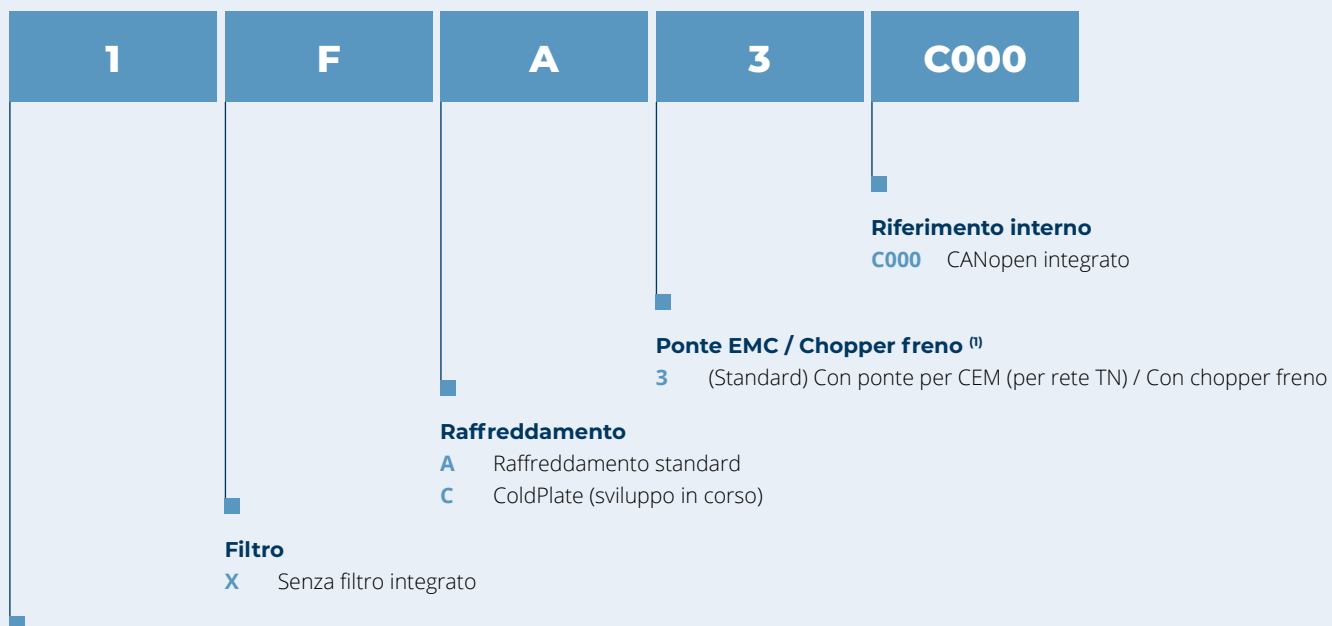 1 F A 3 C000
Riferimento interno
C000 CANopen integrato
Ponte EMC / Chopper freno (1)
3 (Standard) Con ponte per CEM (per rete TN) / Con chopper freno
Raffreddamento
A Raffreddamento standard
C ColdPlate (sviluppo in corso)
Filtro
X Senza filtro integrato